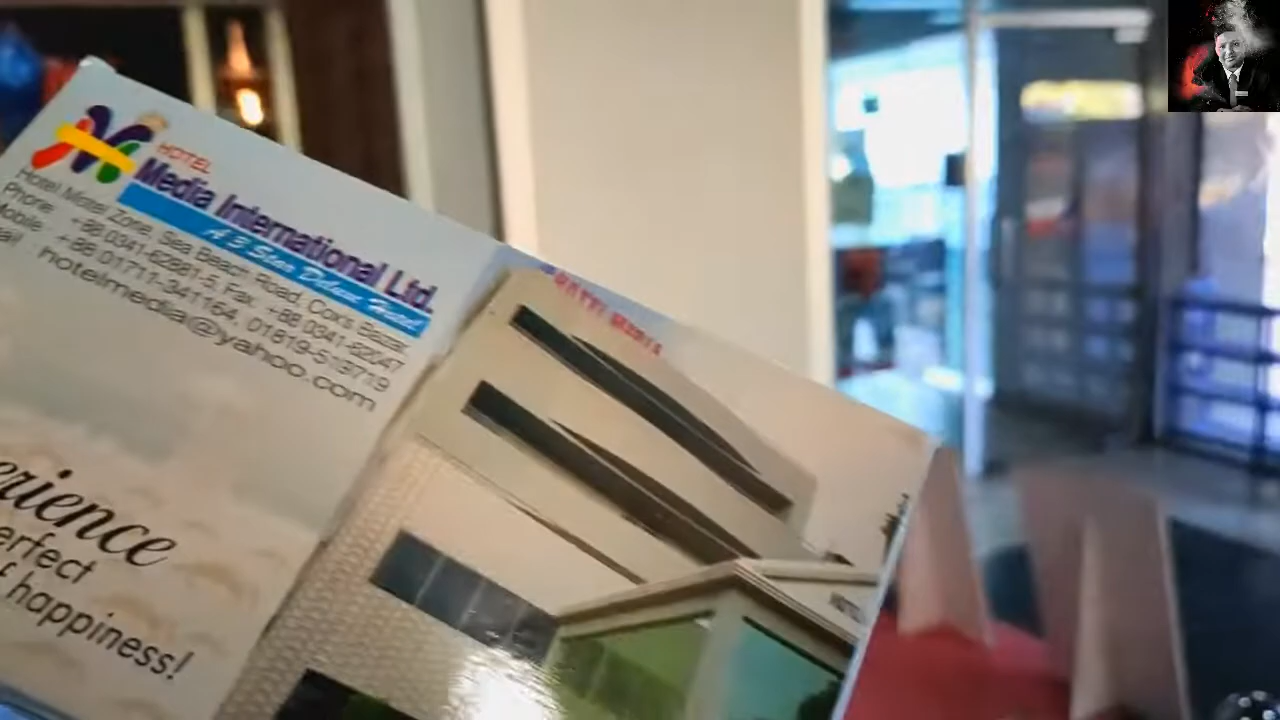 HOTEL
Media International Ltd.
A 3 Star Deluxe Hotel
Hotel Motel Zone, Sea Beach Road, Cox's Bazar
Phone : +88 0341-62881-5, Fax : +88 0341-62047
Mobile : +88 01711-341164, 01819-519719
hotelmedia@yahoo.com
erience
erfect
f happiness!